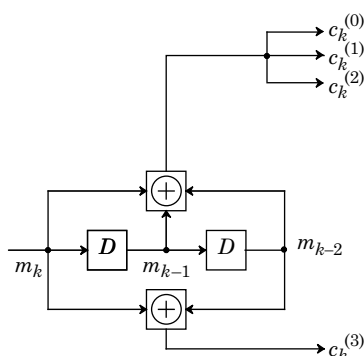 c_k^{(0)}
c_k^{(1)}
c_k^{(2)}
+
D
D
m_k
m_{k-1}
m_{k-2}
+
c_k^{(3)}